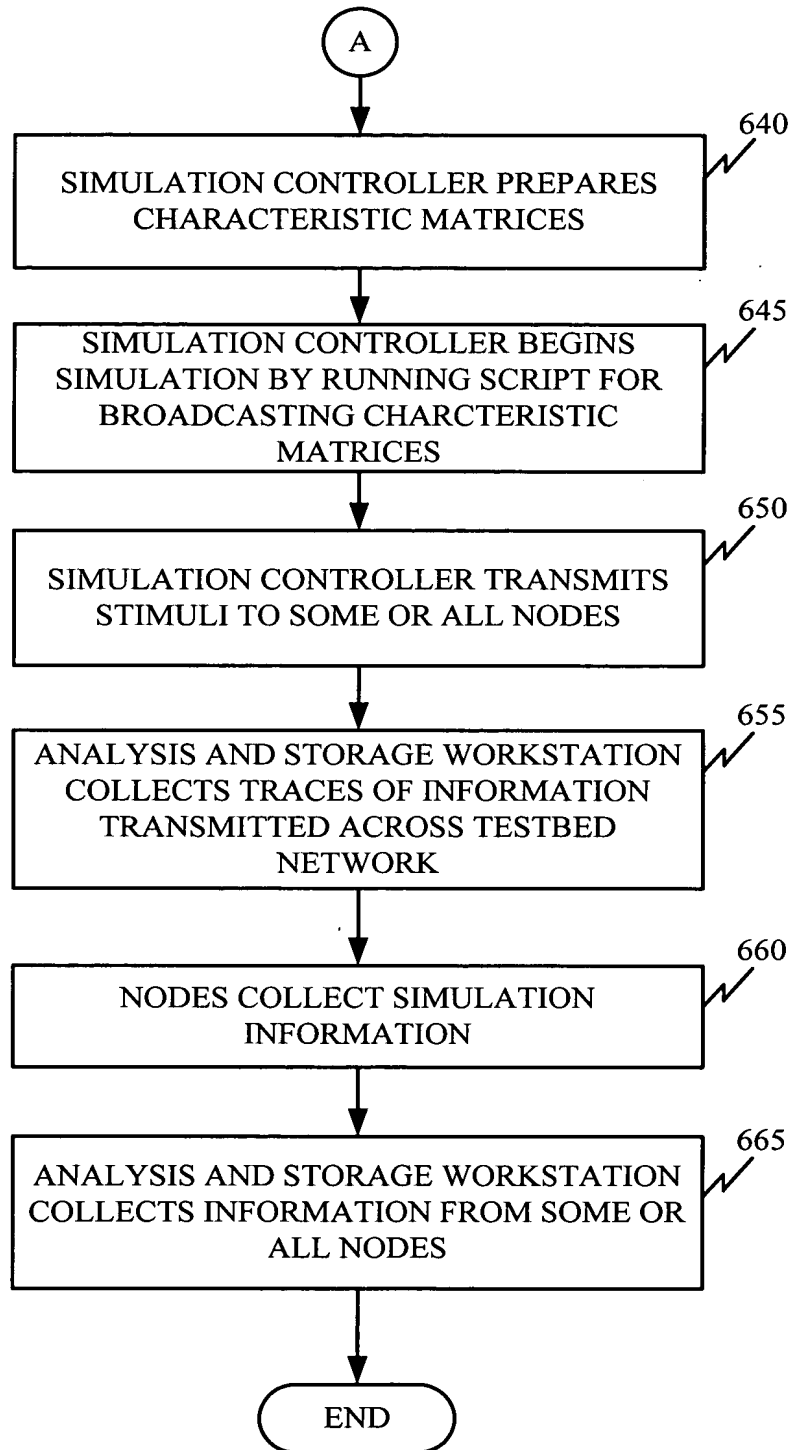 A
640
SIMULATION CONTROLLER PREPARES
CHARACTERISTIC MATRICES
645
SIMULATION CONTROLLER BEGINS
SIMULATION BY RUNNING SCRIPT FOR
BROADCASTING CHARCTERISTIC
MATRICES
650
SIMULATION CONTROLLER TRANSMITS
STIMULI TO SOME OR ALL NODES
655
ANALYSIS AND STORAGE WORKSTATION
COLLECTS TRACES OF INFORMATION
TRANSMITTED ACROSS TESTBED
NETWORK
660
NODES COLLECT SIMULATION
INFORMATION
665
ANALYSIS AND STORAGE WORKSTATION
COLLECTS INFORMATION FROM SOME OR
ALL NODES
END